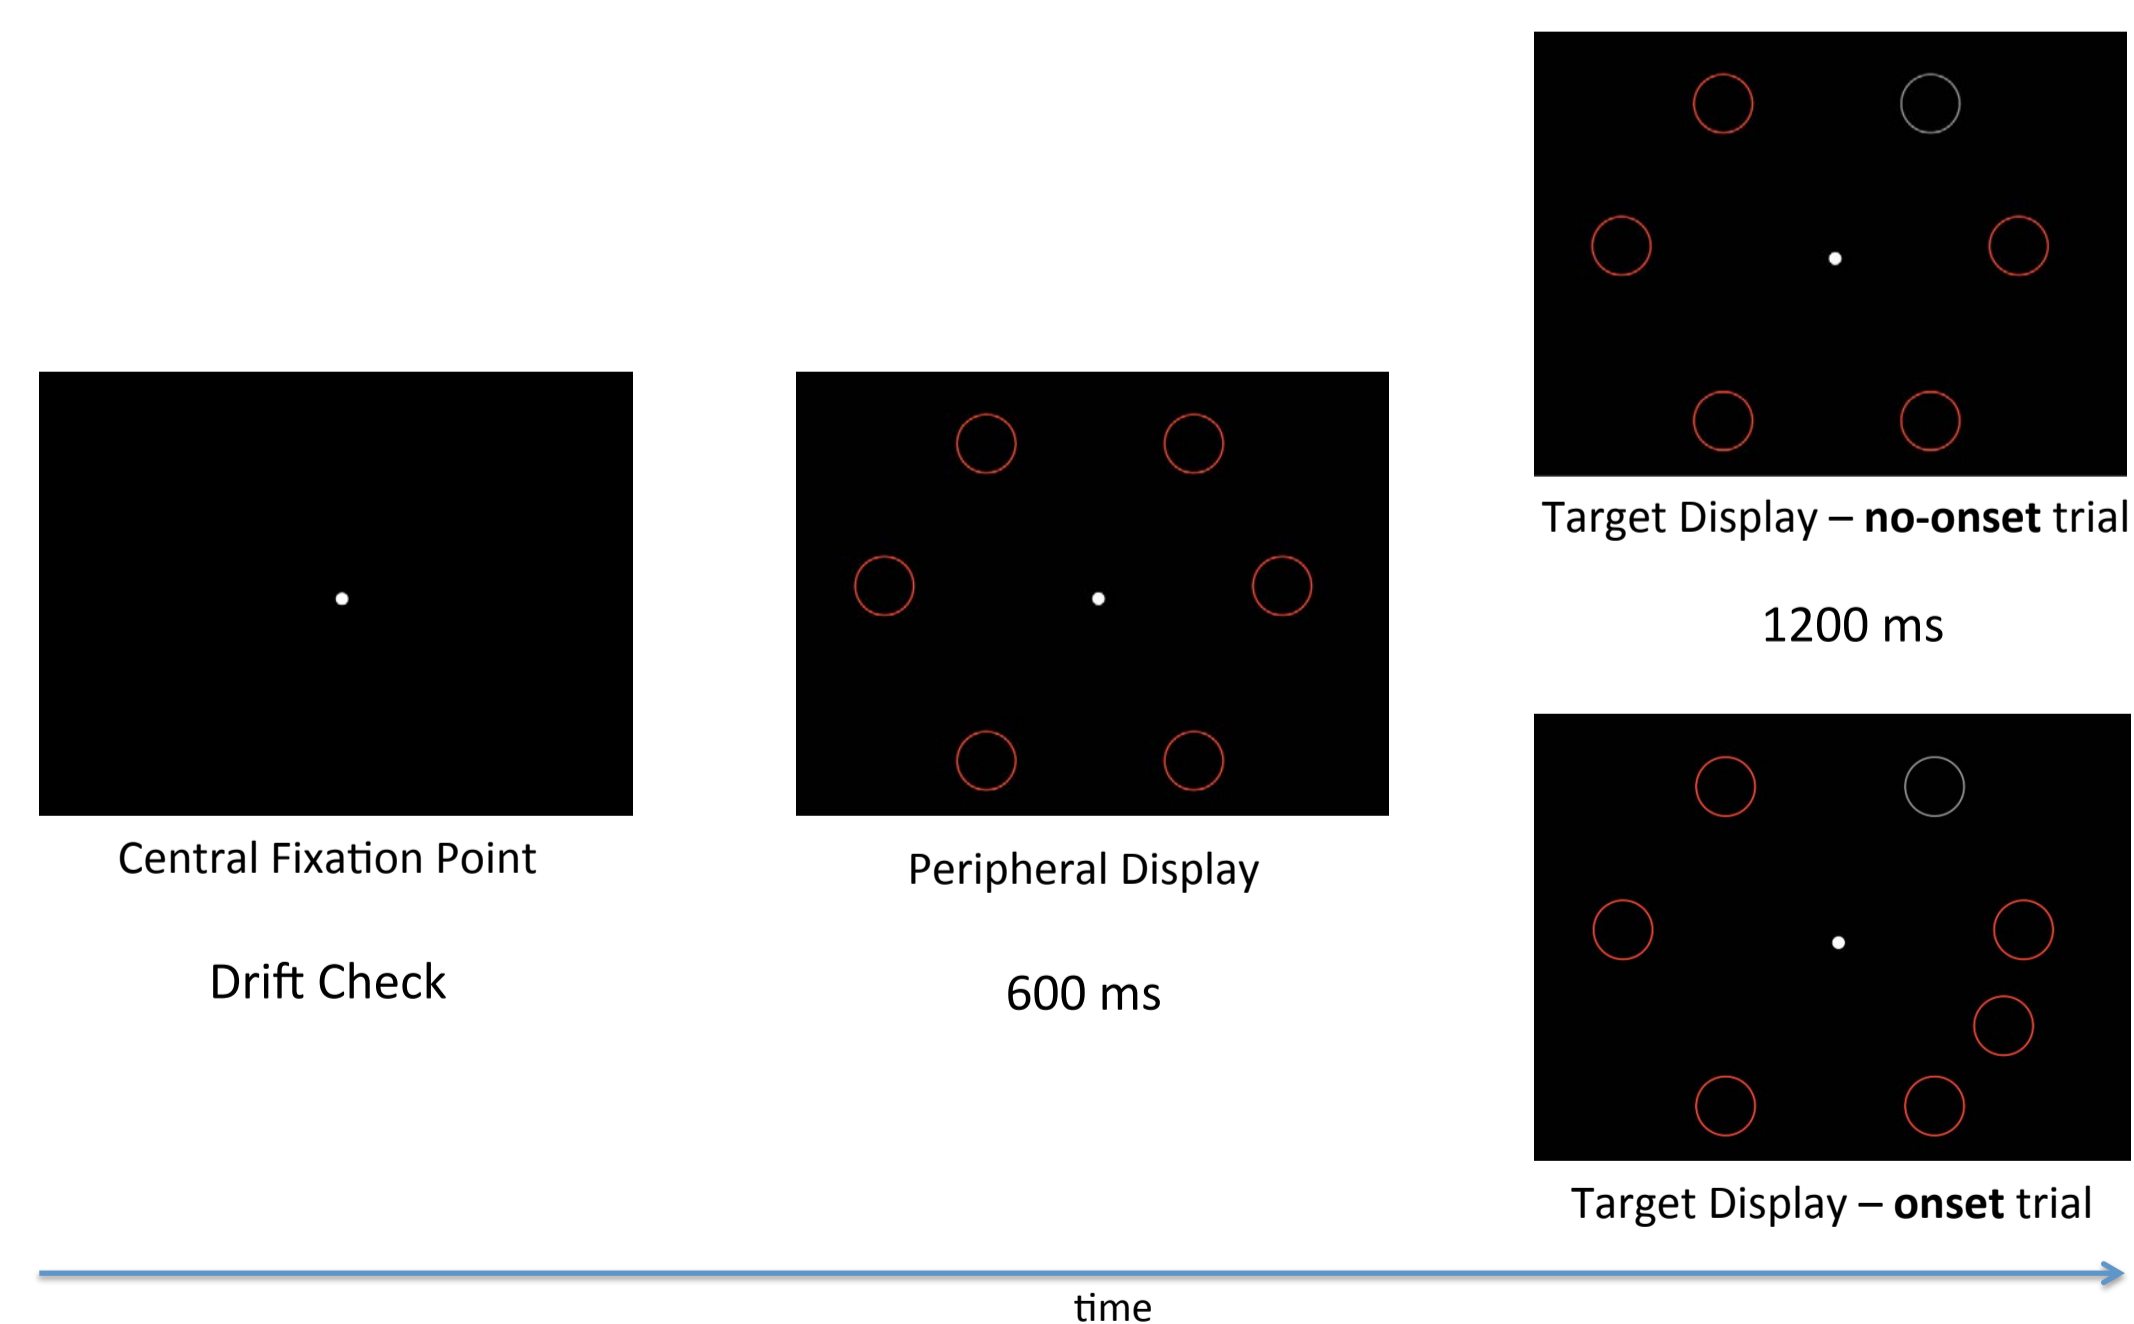 Central Fixation Point
Drift Check
Peripheral Display
600 ms
Target Display – no-onset trial
1200 ms
Target Display – onset trial
time